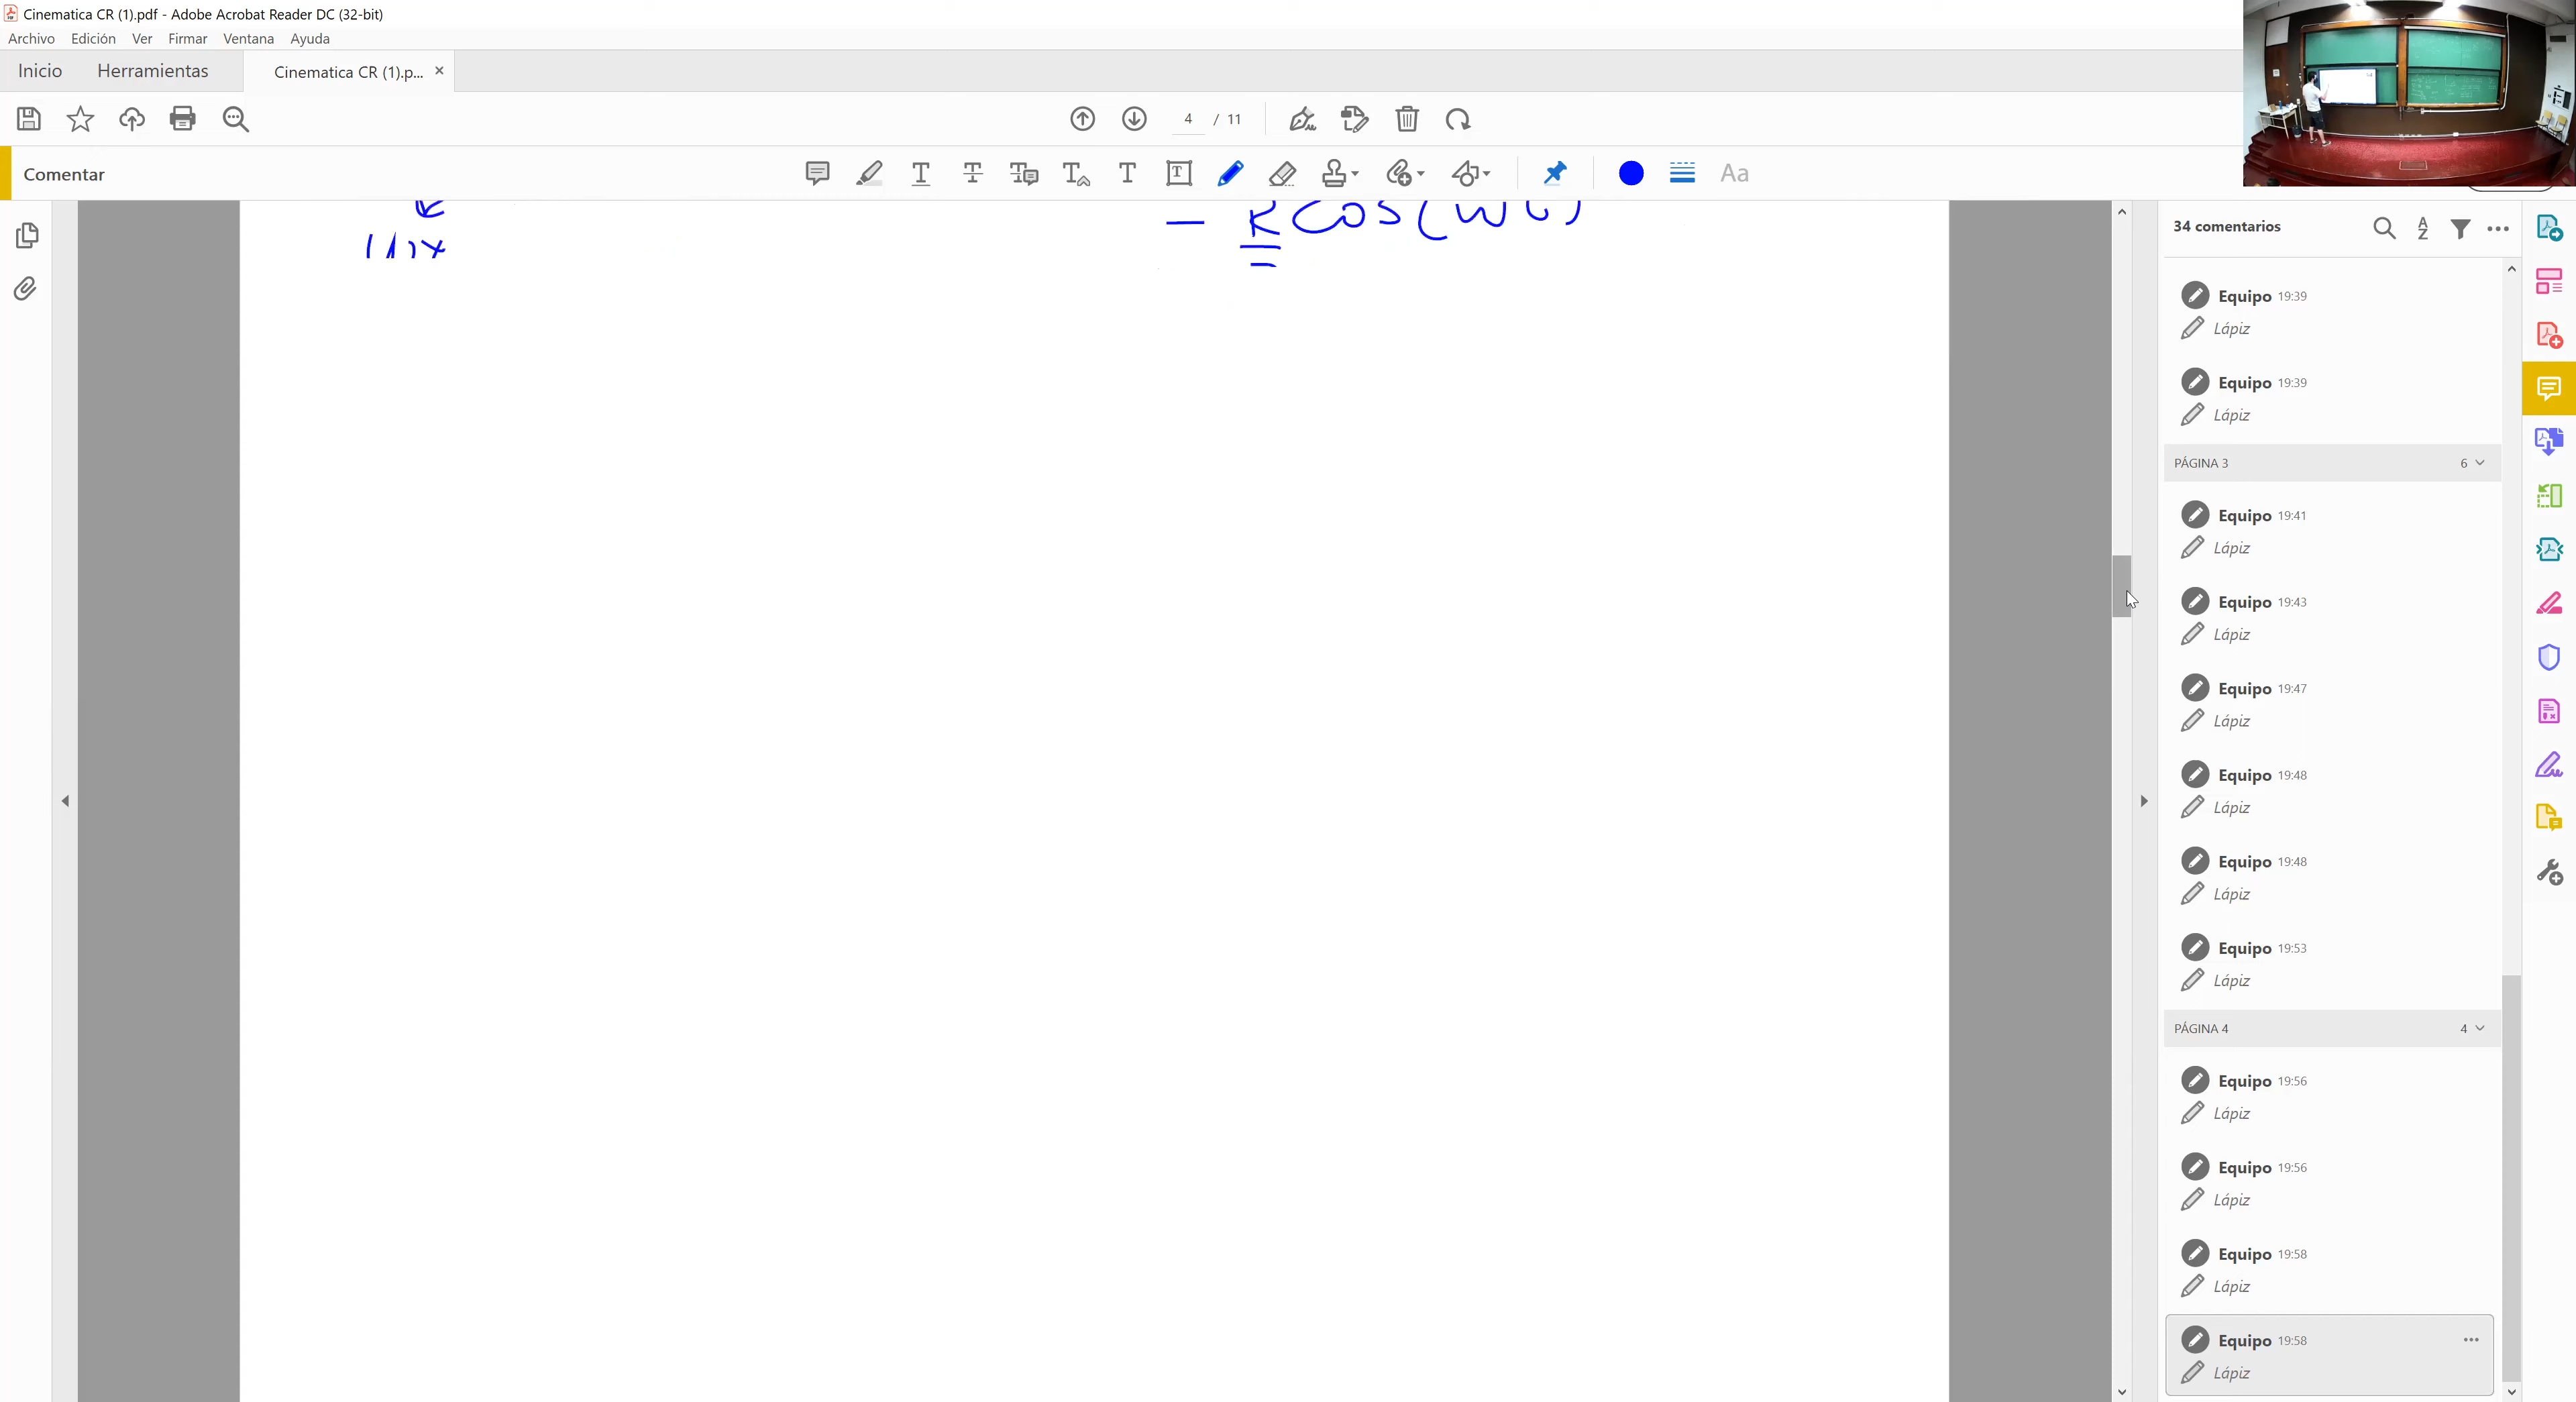 Cinematica CR (1).pdf - Adobe Acrobat Reader DC (32-bit)
Archivo Edición Ver Firmar Ventana Ayuda
Inicio Herramientas Cinematica CR (1).p... ×
4 / 11
Comentar
Aa
34 comentarios
- R cos(wt)
Equipo 19:39
Lápiz
Equipo 19:39
Lápiz
PÁGINA 3 6
Equipo 19:41
Lápiz
Equipo 19:43
Lápiz
Equipo 19:47
Lápiz
Equipo 19:48
Lápiz
Equipo 19:48
Lápiz
Equipo 19:53
Lápiz
PÁGINA 4 4
Equipo 19:56
Lápiz
Equipo 19:56
Lápiz
Equipo 19:58
Lápiz
Equipo 19:58
Lápiz